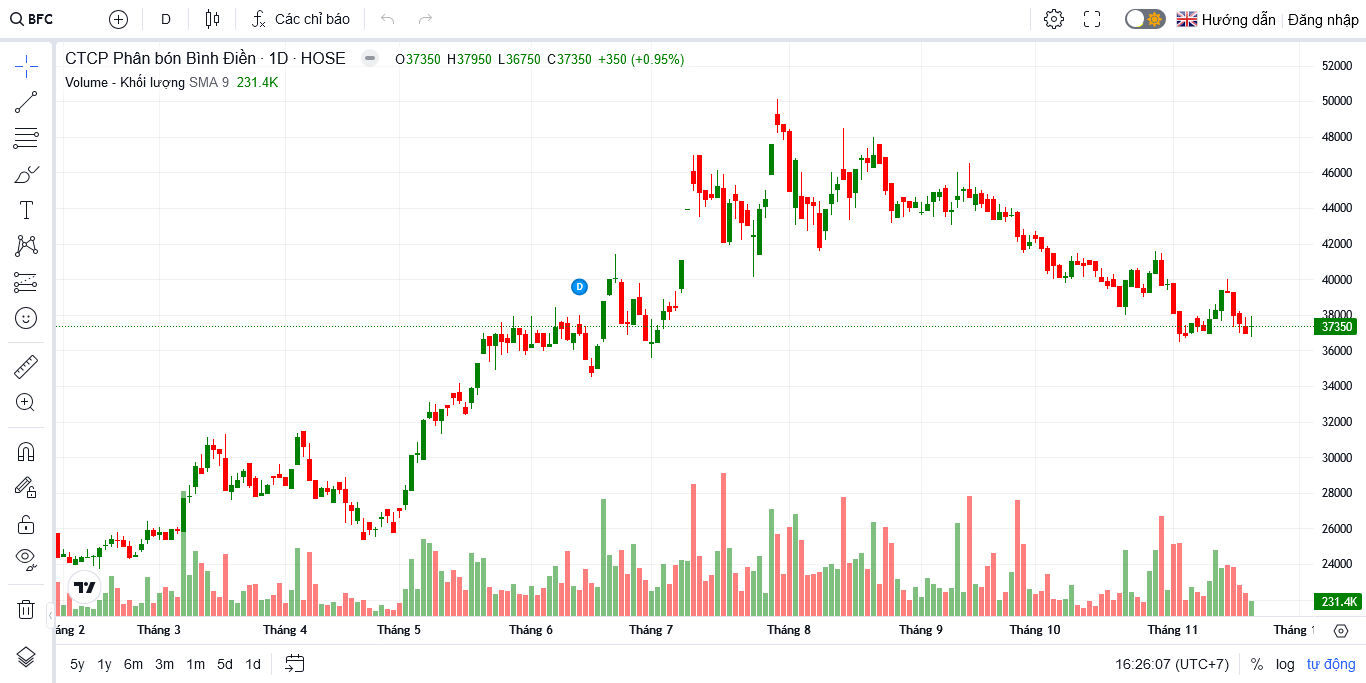 BFC D Các chỉ báo Hướng dẫn Đăng nhập
CTCP Phân bón Bình Điền · 1D · HOSE O37350 H37950 L36750 C37350 +350 (+0.95%)
Volume - Khối lượng SMA 9 231.4K
52000
50000
48000
46000
44000
42000
40000
38000
37350
36000
34000
32000
30000
28000
26000
24000
231.4K
D
T
áng 2 Tháng 3 Tháng 4 Tháng 5 Tháng 6 Tháng 7 Tháng 8 Tháng 9 Tháng 10 Tháng 11 Tháng 1
5y 1y 6m 3m 1m 5d 1d 16:26:07 (UTC+7) % log tự động